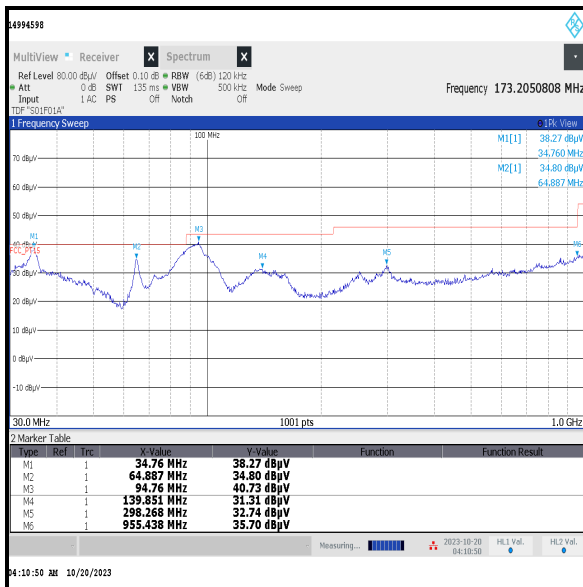 14994598
R S
MultiView Receiver X Spectrum X
Ref Level 80.00 dBµV Offset 0.10 dB RBW (6dB) 120 kHz
Att 0 dB SWT 135 ms VBW 500 kHz Mode Sweep Frequency 173.2050808 MHz
Input 1 AC PS Off Notch Off
TDF "S01F01A"
1 Frequency Sweep 1Pk View
100 MHz
M1[1] 38.27 dBµV
34.760 MHz
M2[1] 34.80 dBµV
64.887 MHz
70 dBµV
60 dBµV
50 dBµV
M3
M1
40 dBµV
M2
M6
FCC_PT15
M4
M5
30 dBµV
20 dBµV
10 dBµV
0 dBµV
-10 dBµV
30.0 MHz 1001 pts 1.0 GHz
2 Marker Table
Type Ref Trc X-Value Y-Value Function Function Result
M1 1 34.76 MHz 38.27 dBµV
M2 1 64.887 MHz 34.80 dBµV
M3 1 94.76 MHz 40.73 dBµV
M4 1 139.851 MHz 31.31 dBµV
M5 1 298.268 MHz 32.74 dBµV
M6 1 955.438 MHz 35.70 dBµV
Measuring... 2023-10-20 04:10:50 HL1 Val. HL2 Val.
04:10:50 AM 10/20/2023